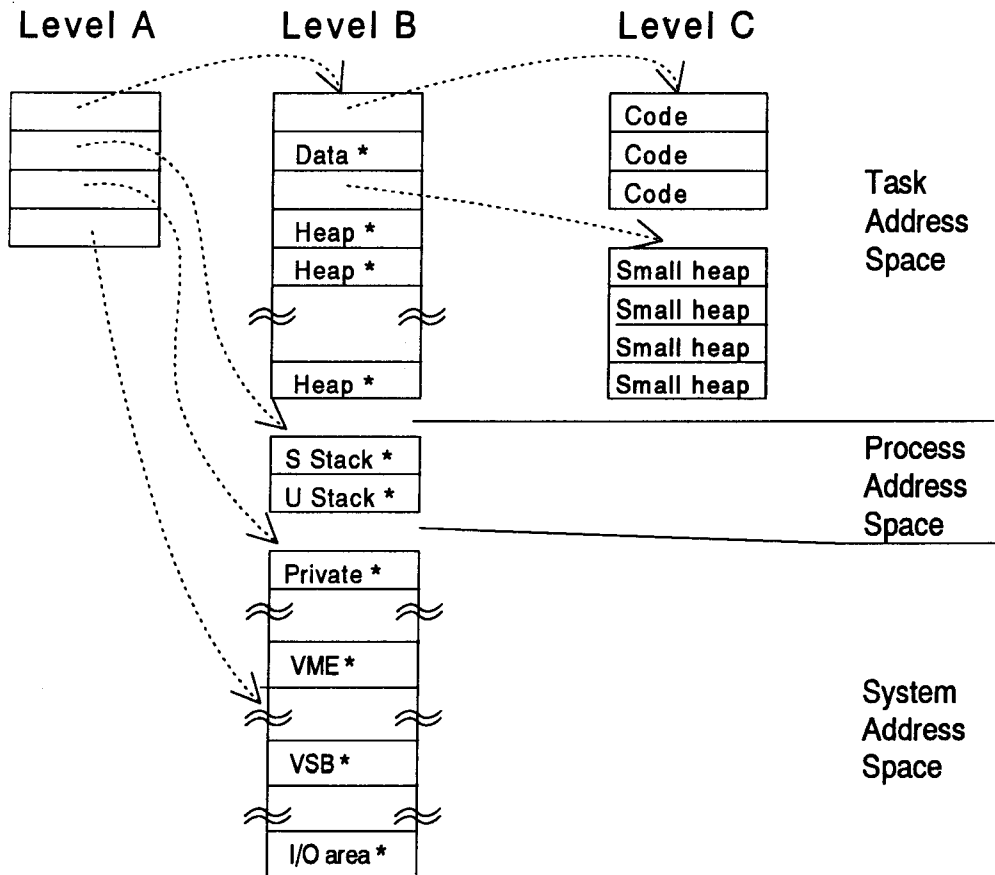 Level A
Level B
Level C
Code
Data *
Code
Code
Heap *
Heap *
Small heap
Small heap
Small heap
Heap *
Small heap
Task
Address
Space
S Stack *
U Stack *
Process
Address
Space
Private *
VME *
VSB *
I/O area *
System
Address
Space